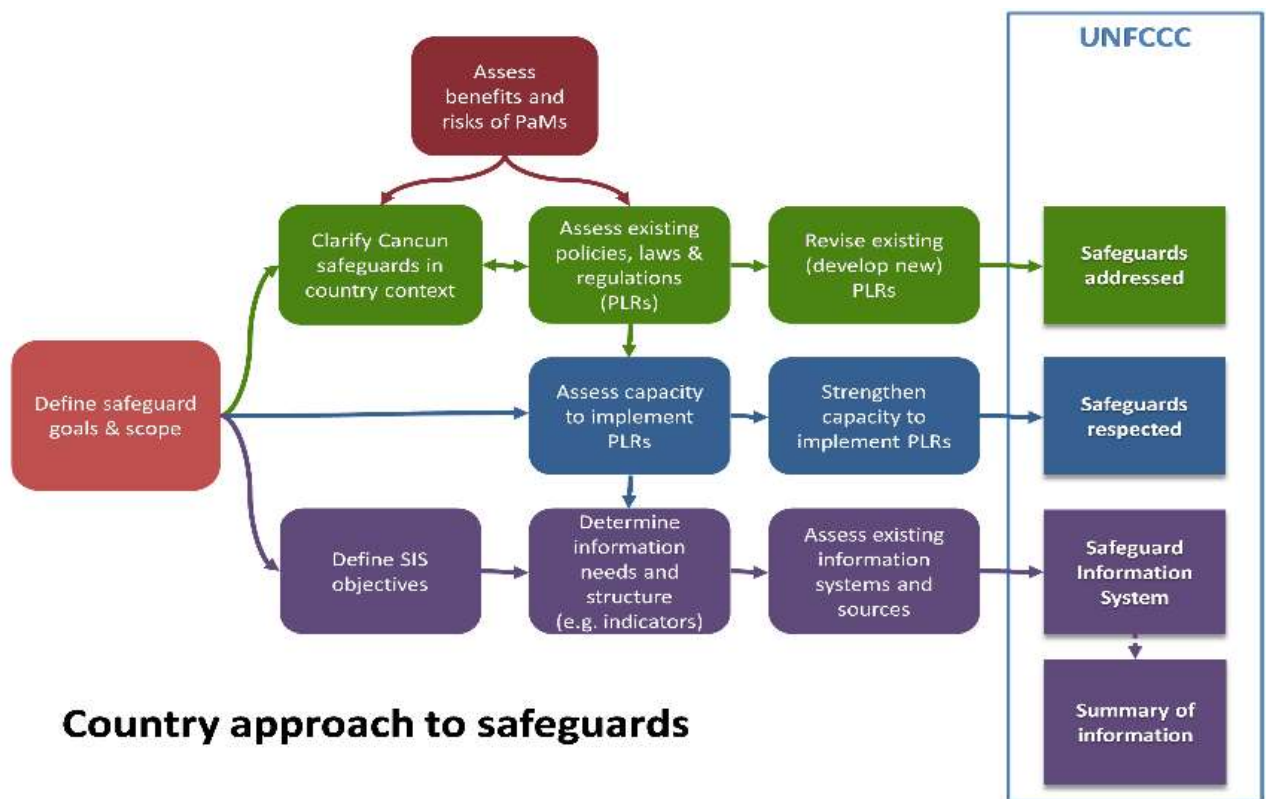 UNFCCC
Assess
benefits and
risks of PaMs
Clarify Cancun
safeguards in
country context
Assess existing
policies, laws &
regulations
(PLRs)
Revise existing
(develop new)
PLRs
Safeguards
addressed
Define safeguard
goals & scope
Assess capacity
to implement
PLRs
Strengthen
capacity to
implement PLRs
Safeguards
respected
Define SIS
objectives
Determine
information
needs and
structure
(e.g. indicators)
Assess existing
information
systems and
sources
Safeguard
Information
System
Summary of
information
Country approach to safeguards